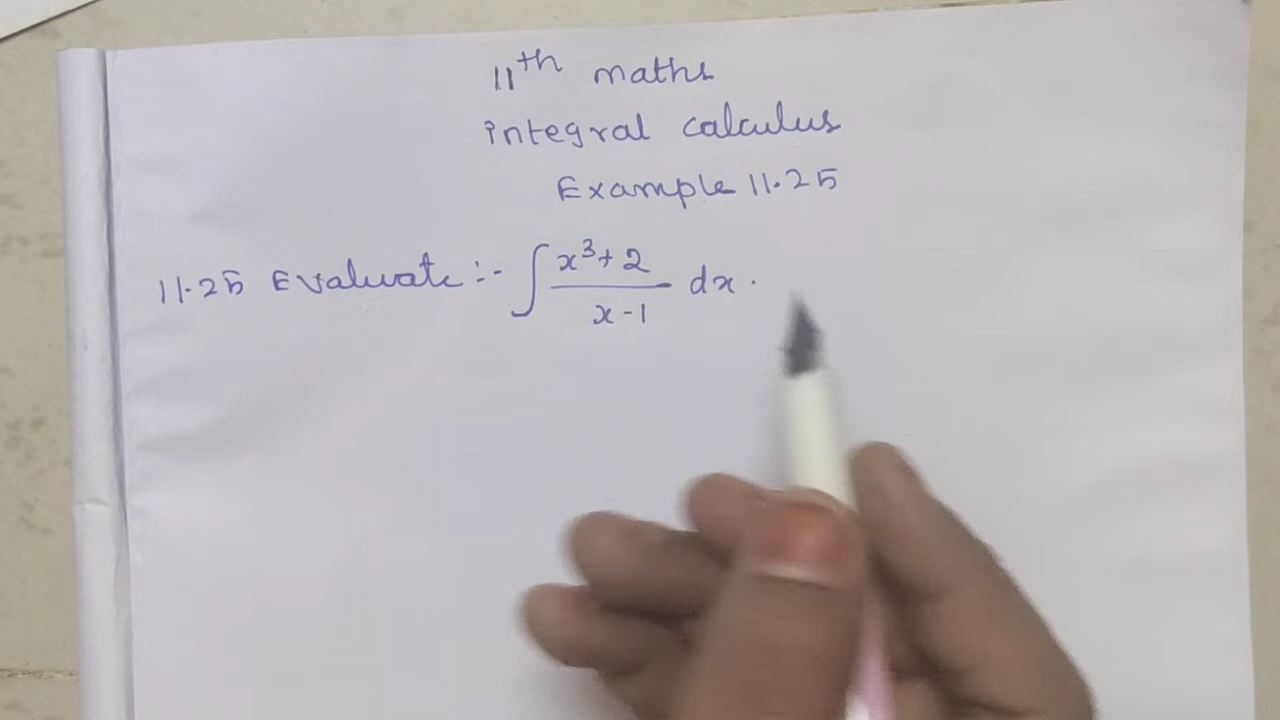 11th maths
integral calculus
Example 11.25
11.25 Evaluate :- ∫ x³+2 / x-1 dx.